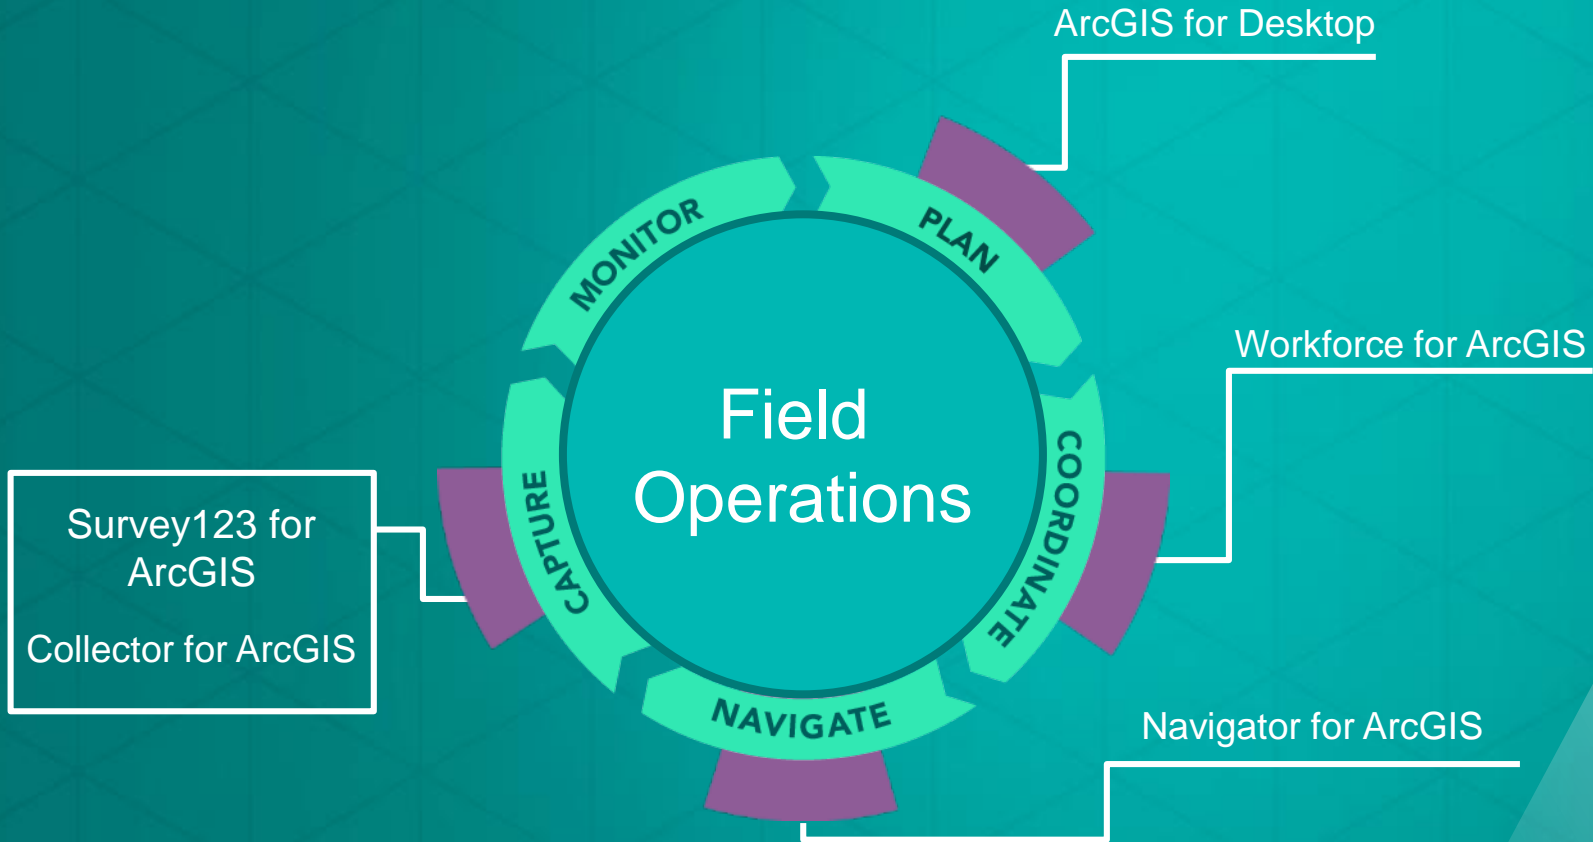 ArcGIS for Desktop
MONITOR
PLAN
Workforce for ArcGIS
Field
Operations
COORDINATE
CAPTURE
Survey123 for
ArcGIS
Collector for ArcGIS
NAVIGATE
Navigator for ArcGIS